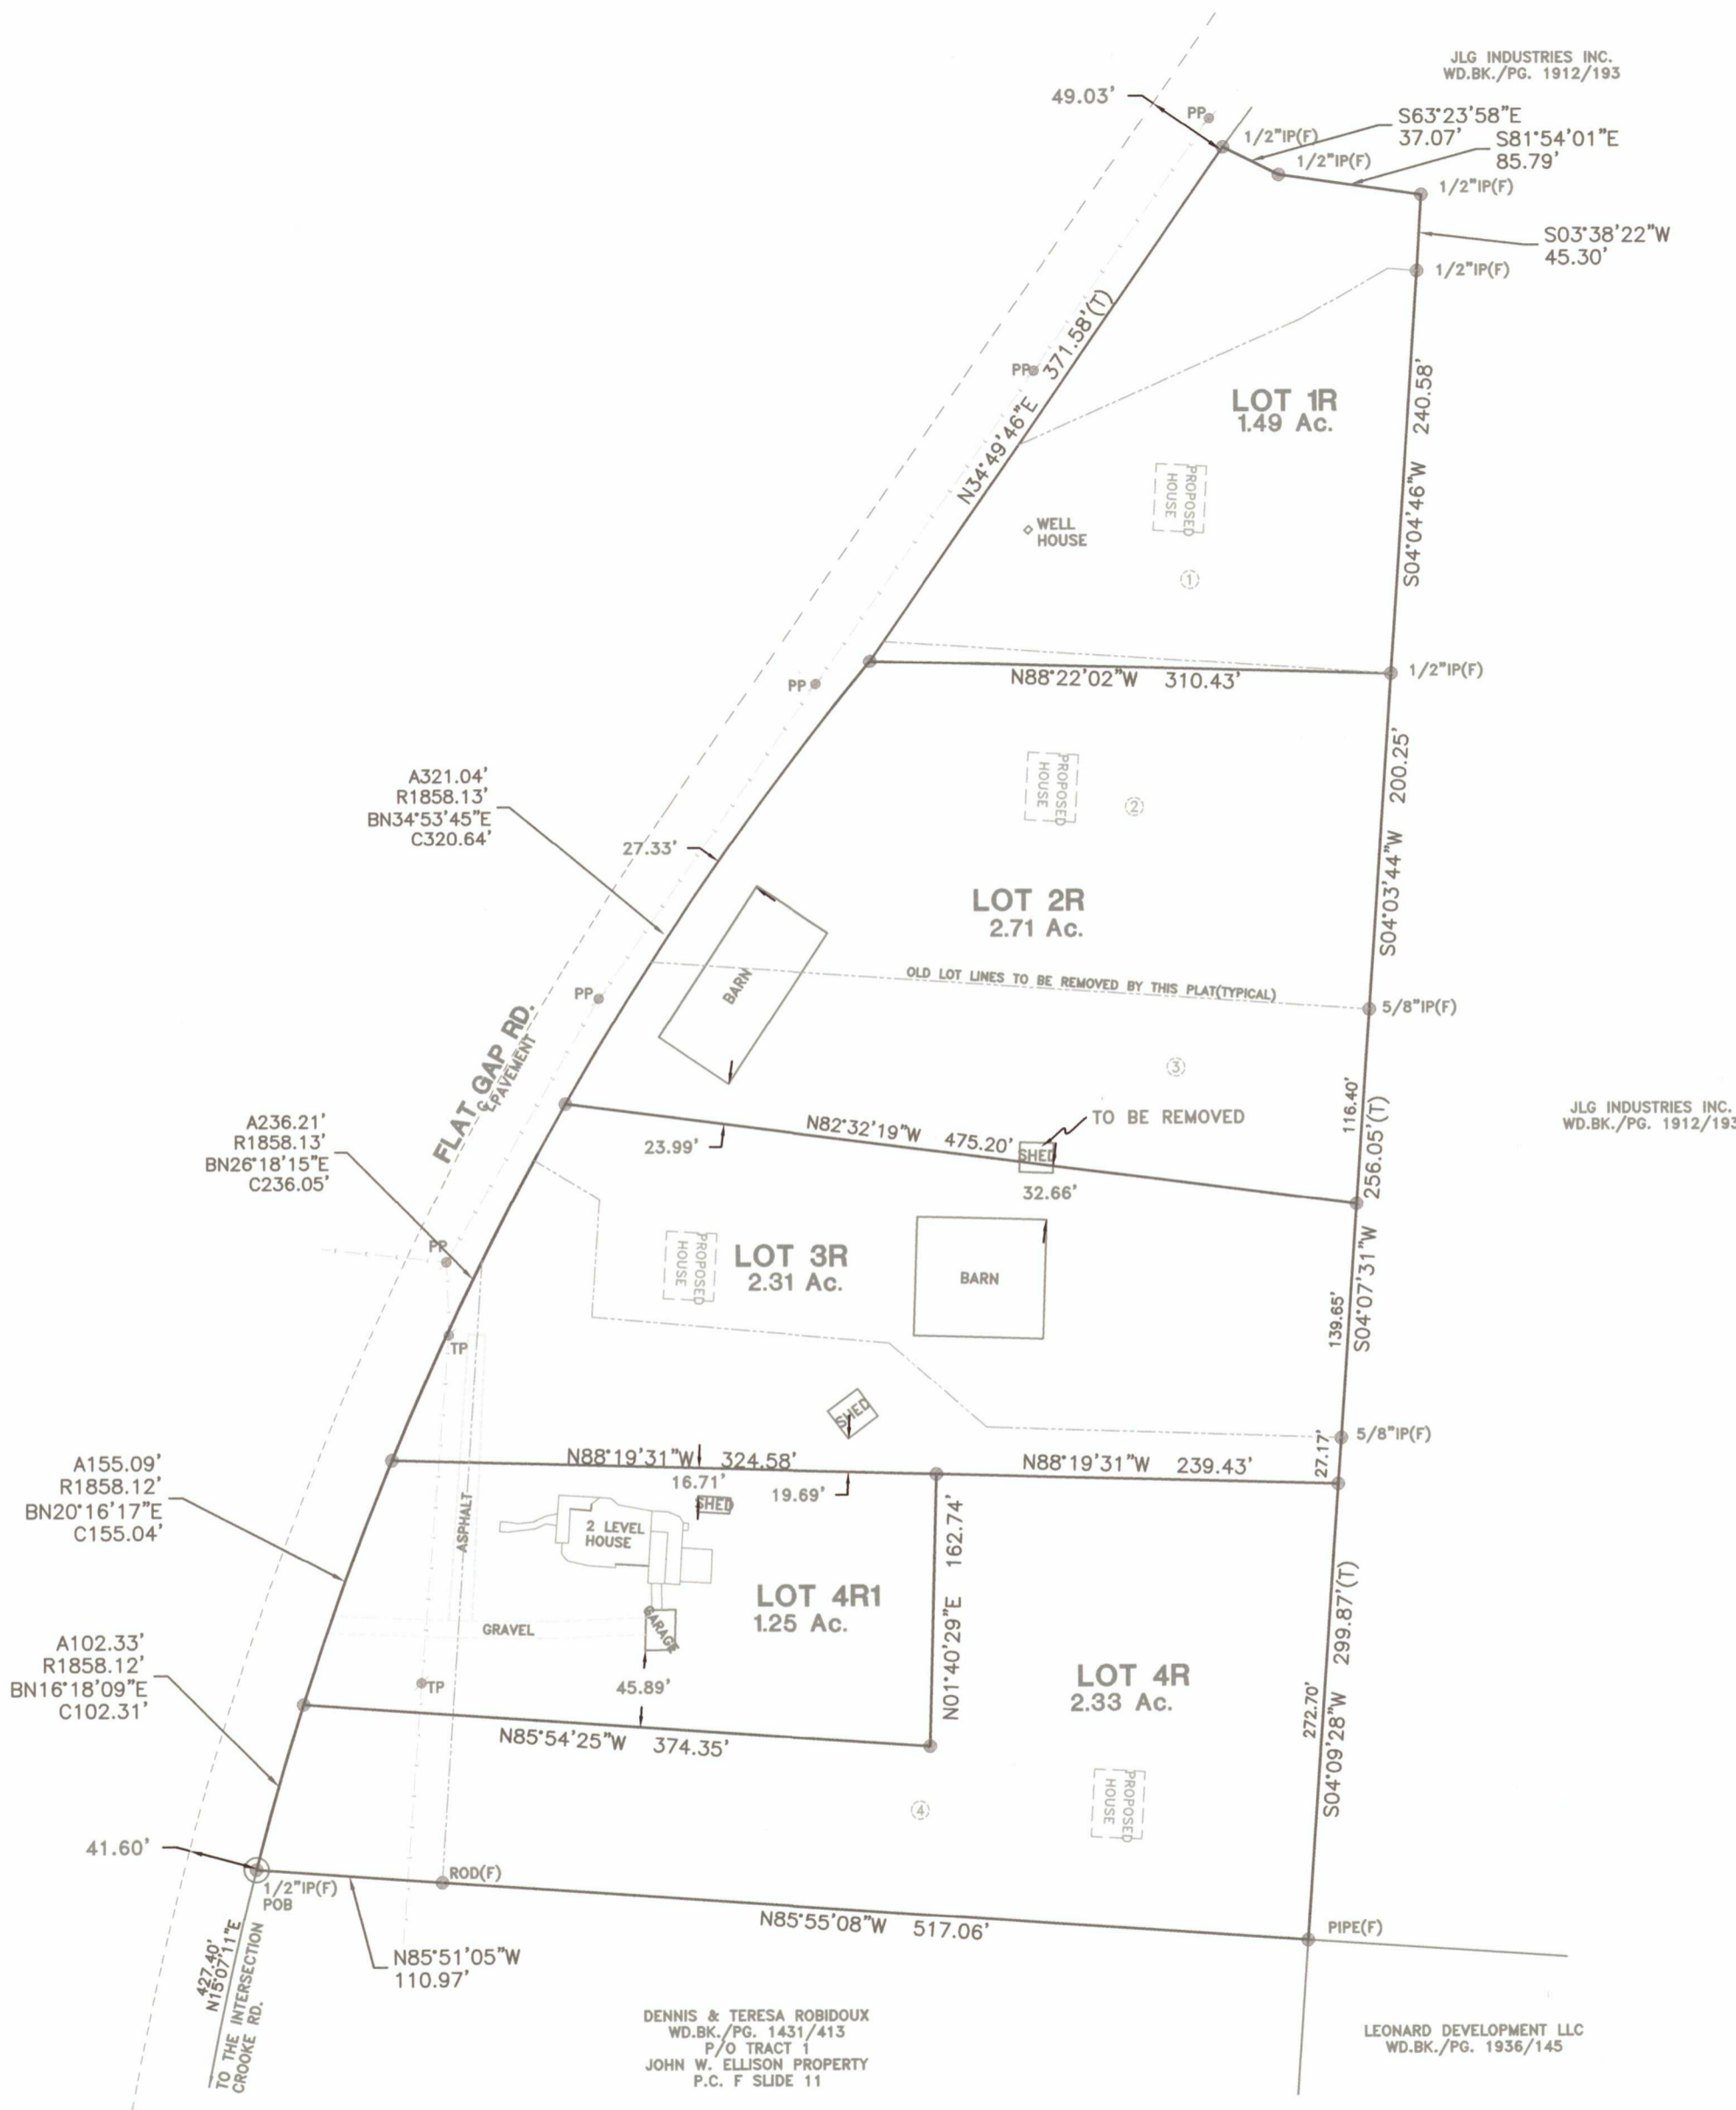 JLG INDUSTRIES INC.
WD.BK./PG. 1912/193
49.03'
PP
1/2"IP(F)
S63°23'58"E
37.07'
1/2"IP(F)
S81°54'01"E
85.79'
1/2"IP(F)
S03°38'22"W
45.30'
1/2"IP(F)
N34°49'46"E 371.58'(T)
PP
LOT 1R
1.49 Ac.
S04°04'46"W 240.58'
PROPOSED
HOUSE
WELL
HOUSE
1
N88°22'02"W 310.43'
1/2"IP(F)
PP
A321.04'
R1858.13'
BN34°53'45"E
C320.64'
27.33'
PROPOSED
HOUSE
2
S04°03'44"W 200.25'
LOT 2R
2.71 Ac.
BARN
OLD LOT LINES TO BE REMOVED BY THIS PLAT(TYPICAL)
5/8"IP(F)
PP
FLAT GAP RD.
℄PAVEMENT
3
116.40'
256.05'(T)
S04°07'31"W
JLG INDUSTRIES INC.
WD.BK./PG. 1912/193
A236.21'
R1858.13'
BN26°18'15"E
C236.05'
23.99'
N82°32'19"W 475.20'
TO BE REMOVED
SHED
32.66'
PP
PROPOSED
HOUSE
LOT 3R
2.31 Ac.
BARN
139.65'
TP
SHED
5/8"IP(F)
27.17'
A155.09'
R1858.12'
BN20°16'17"E
C155.04'
N88°19'31"W 324.58'
16.71'
19.69'
N88°19'31"W 239.43'
ASPHALT
SHED
2 LEVEL
HOUSE
N01°40'29"E 162.74'
LOT 4R1
1.25 Ac.
GARAGE
GRAVEL
A102.33'
R1858.12'
BN16°18'09"E
C102.31'
TP
45.89'
LOT 4R
2.33 Ac.
272.70'
S04°09'28"W 299.87'(T)
N85°54'25"W 374.35'
PROPOSED
HOUSE
4
41.60'
1/2"IP(F)
POB
ROD(F)
N85°55'08"W 517.06'
PIPE(F)
N85°51'05"W
110.97'
427.40'
N15°07'11"E
TO THE INTERSECTION
CROOKE RD.
DENNIS & TERESA ROBIDOUX
WD.BK./PG. 1431/413
P/O TRACT 1
JOHN W. ELLISON PROPERTY
P.C. F SLIDE 11
LEONARD DEVELOPMENT LLC
WD.BK./PG. 1936/145